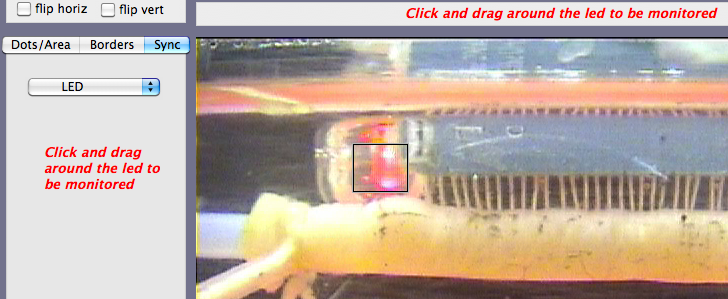 flip horiz
flip vert
Click and drag around the led to be monitored
Dots/Area
Borders
Sync
LED
Click and drag
around the led to
be monitored